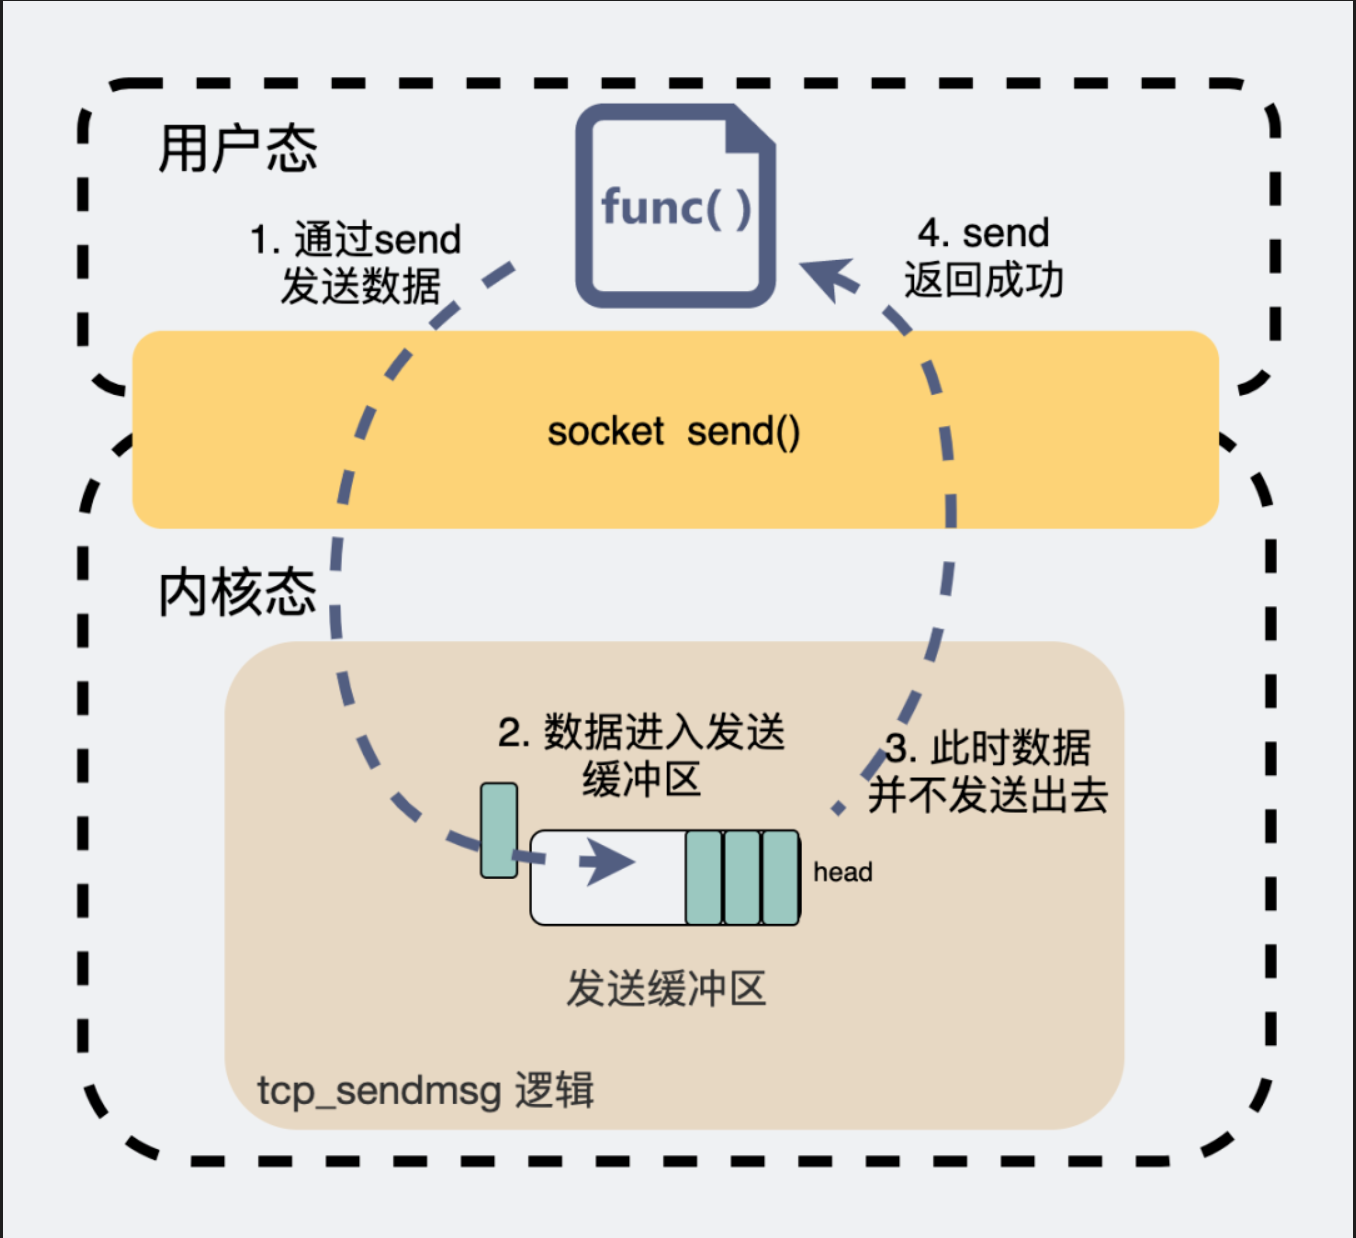 用户态
func( )
1. 通过send
发送数据
4. send
返回成功
socket  send()
内核态
2. 数据进入发送
缓冲区
3. 此时数据
并不发送出去
head
发送缓冲区
tcp_sendmsg 逻辑